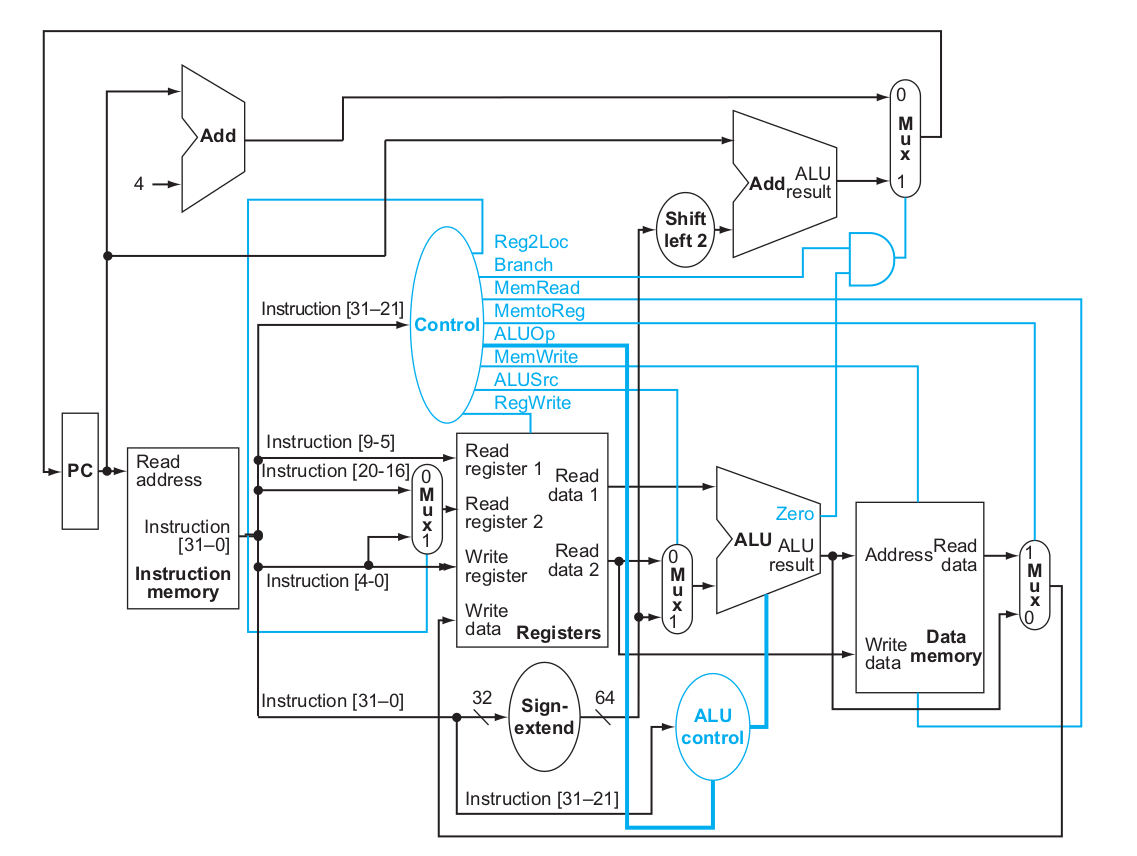 0
M
u
x
1
Add
4
Add
ALU
result
Shift
left 2
Reg2Loc
Branch
MemRead
MemtoReg
ALUOp
MemWrite
ALUSrc
RegWrite
Instruction [31–21]
Control
PC
Read
address
Instruction
[31–0]
Instruction
memory
Instruction [9-5]
Instruction [20-16]
0
M
u
x
1
Instruction [4-0]
Read
register 1
Read
register 2
Write
register
Write
data
Read
data 1
Read
data 2
Registers
0
M
u
x
1
Zero
ALU
ALU
result
Address
Read
data
Write
data
Data
memory
1
M
u
x
0
Instruction [31–0]
32
Sign-
extend
64
ALU
control
Instruction [31–21]